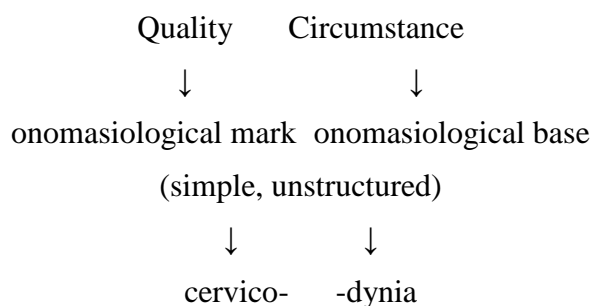 Quality Circumstance
↓ ↓
onomasiological mark onomasiological base
(simple, unstructured)
↓ ↓
cervico- -dynia